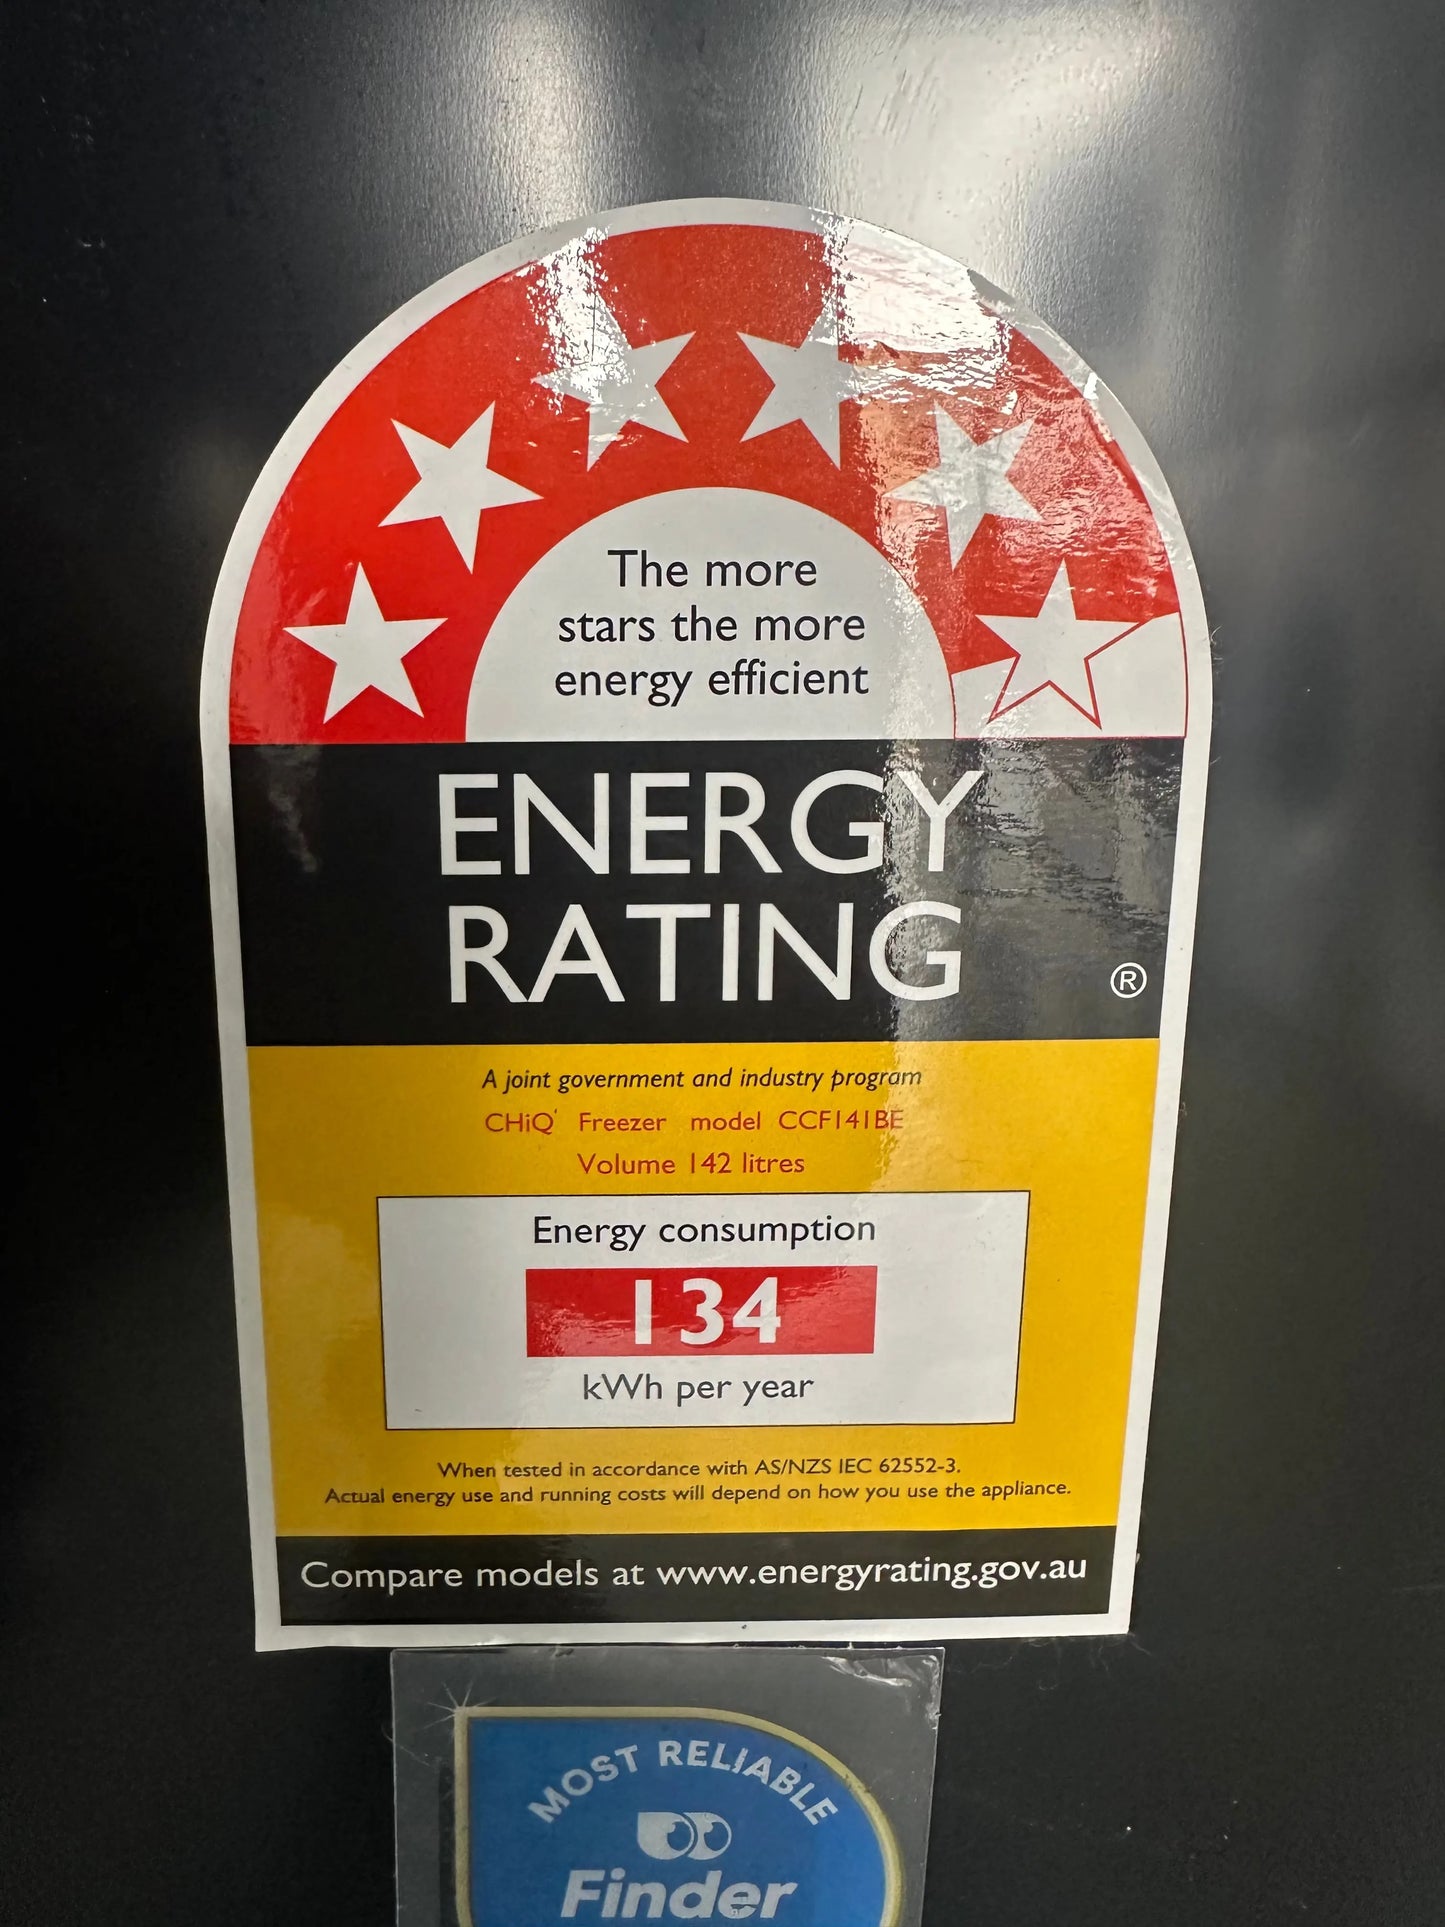 The more
stars the more
energy efficient
ENERGY
RATING
®
A joint government and industry program
CHiQ' Freezer model CCF141BE
Volume 142 litres
Energy consumption
134
kWh per year
When tested in accordance with AS/NZS IEC 62552-3.
Actual energy use and running costs will depend on how you use the appliance.
Compare models at www.energyrating.gov.au
MOST RELIABLE
Finder